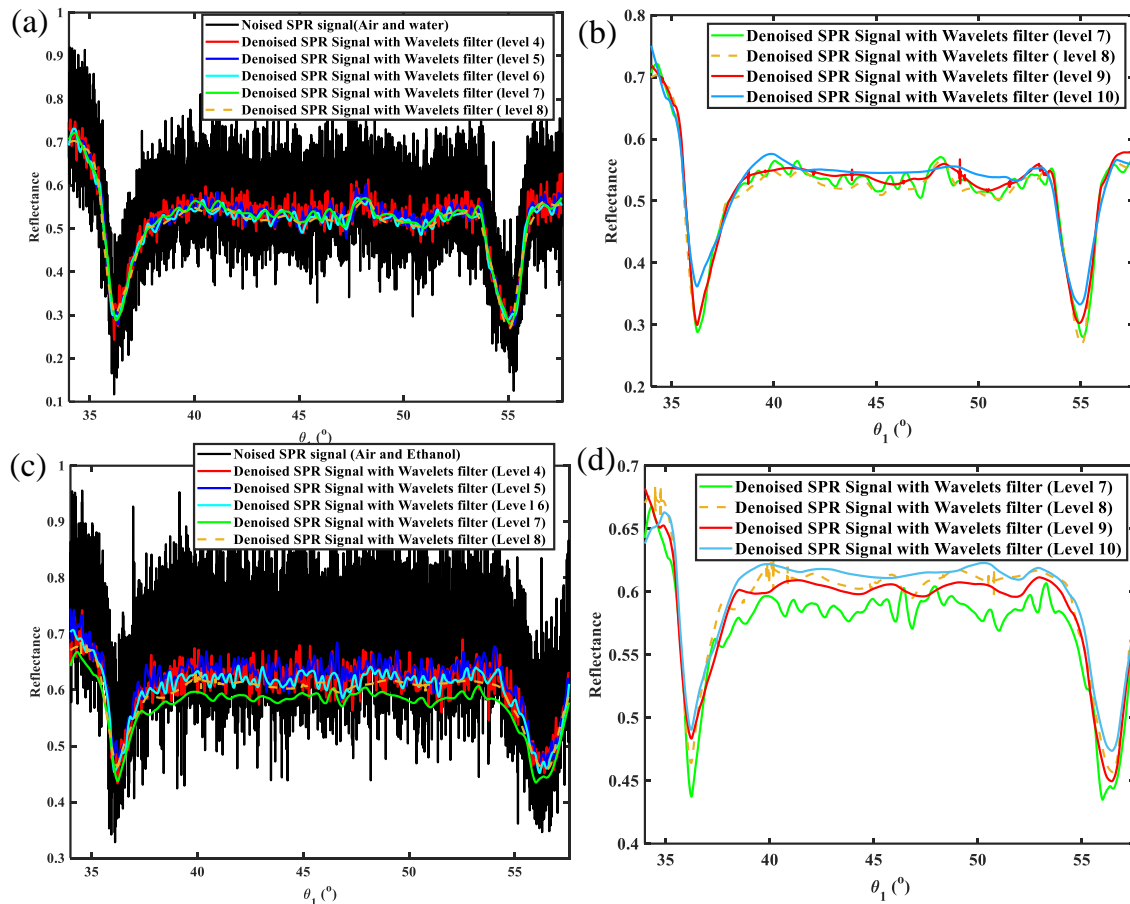 (a)
Noised SPR signal(Air and water)
Denoised SPR Signal with Wavelets filter (level 4)
Denoised SPR Signal with Wavelets filter (level 5)
Denoised SPR Signal with Wavelets filter (level 6)
Denoised SPR Signal with Wavelets filter (level 7)
Denoised SPR Signal with Wavelets filter ( level 8)
1
0.9
0.8
0.7
0.6
0.5
0.4
0.3
0.2
0.1
Reflectance
35 40 45 50 55
θ1 (o)
(b)
Denoised SPR Signal with Wavelets filter (level 7)
Denoised SPR Signal with Wavelets filter ( level 8)
Denoised SPR Signal with Wavelets filter (level 9)
Denoised SPR Signal with Wavelets filter (level 10)
0.8
0.7
0.6
0.5
0.4
0.3
0.2
Reflectance
35 40 45 50 55
θ1 (o)
(c)
Noised SPR signal (Air and Ethanol)
Denoised SPR Signal with Wavelets filter (Level 4)
Denoised SPR Signal with Wavelets filter (Level 5)
Denoised SPR Signal with Wavelets filter (Leve1 6)
Denoised SPR Signal with Wavelets filter (Level 7)
Denoised SPR Signal with Wavelets filter (Level 8)
1
0.9
0.8
0.7
0.6
0.5
0.4
0.3
Reflectance
35 40 45 50 55
θ1 (o)
(d)
Denoised SPR Signal with Wavelets filter (Level 7)
Denoised SPR Signal with Wavelets filter (Level 8)
Denoised SPR Signal with Wavelets filter (Level 9)
Denoised SPR Signal with Wavelets filter (Level 10)
0.7
0.65
0.6
0.55
0.5
0.45
0.4
Reflectance
35 40 45 50 55
θ1 (o)